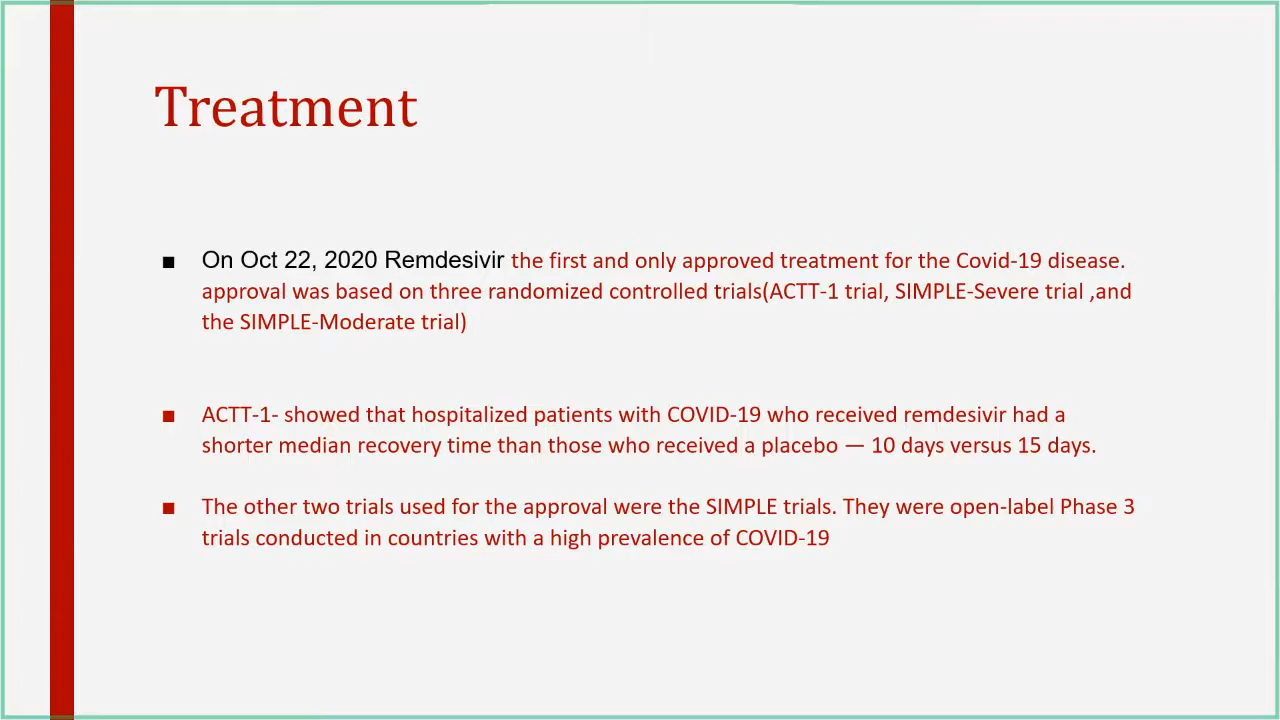 Treatment
■ On Oct 22, 2020 Remdesivir the first and only approved treatment for the Covid-19 disease.
approval was based on three randomized controlled trials(ACTT-1 trial, SIMPLE-Severe trial ,and
the SIMPLE-Moderate trial)
■ ACTT-1- showed that hospitalized patients with COVID-19 who received remdesivir had a
shorter median recovery time than those who received a placebo — 10 days versus 15 days.
■ The other two trials used for the approval were the SIMPLE trials. They were open-label Phase 3
trials conducted in countries with a high prevalence of COVID-19